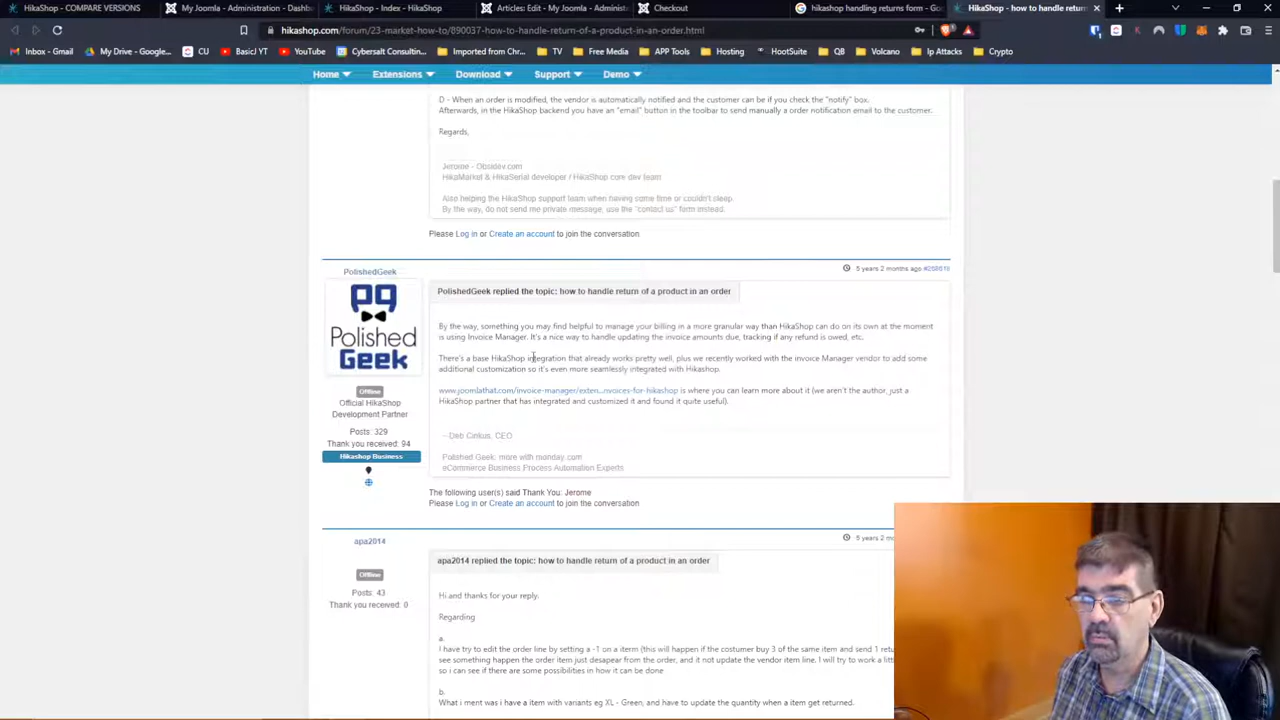 HikaShop - COMPARE VERSIONS
My Joomla - Administration - Dashb
HikaShop - Index - HikaShop
Articles: Edit - My Joomla - Administ
Checkout
hikashop handling returns form - Go
HikaShop - how to handle return
hikashop.com/forum/23-market-how-to/890037-how-to-handle-return-of-a-product-in-an-order.html
Inbox - Gmail
My Drive - Google...
CU
Basic! YT
YouTube
Cybersalt Consulting...
Imported from Chr...
TV
Free Media
APP Tools
Hosting
HootSuite
QB
Volcano
Ip Attacks
Crypto
Home
Extensions
Download
Support
Demo
D - When an order is modified, the vendor is automatically notified and the customer can be if you check the "notify" box.
Afterwards, in the HikaShop backend you have an "email" button in the toolbar to send manually a order notification email to the customer.
Regards,
Jerome - Obsidev.com
HikaMarket & HikaSerial developer / HikaShop core dev team
Also helping the HikaShop support team when having some time or couldn't sleep.
By the way, do not send me private message, use the "contact us" form instead.
Please Log in or Create an account to join the conversation
PolishedGeek
5 years 2 months ago
PolishedGeek replied the topic: how to handle return of a product in an order
By the way, something you may find helpful to manage your billing in a more granular way than HikaShop can do on its own at the moment
is using Invoice Manager. It's a nice way to handle updating the invoice amounts due, tracking if any refund is owed, etc.
There's a base HikaShop integration that already works pretty well, plus we recently worked with the invoice Manager vendor to add some
additional customization so it's even more seamlessly integrated with Hikashop.
www.joomlathat.com/invoice-manager/exten...nvoices-for-hikashop is where you can learn more about it (we aren't the author, just a
HikaShop partner that has integrated and customized it and found it quite useful).
-- Deb Cinkus, CEO
Polished Geek: more with monday.com
eCommerce Business Process Automation Experts
pg
Polished
Geek
Offline
Official HikaShop
Development Partner
Posts: 329
Thank you received: 94
Hikashop Business
The following user(s) said Thank You: Jerome
Please Log in or Create an account to join the conversation
apa2014
5 years 2 mo
apa2014 replied the topic: how to handle return of a product in an order
Offline
Posts: 43
Thank you received: 0
Hi and thanks for your reply.
Regarding
a.
I have try to edit the order line by setting a -1 on a iterm (this will happen if the costumer buy 3 of the same item and send 1 retu
see something happen the order item just desapear from the order, and it not update the vendor item line. I will try to work a litt
so i can see if there are some possibilities in how it can be done
b.
What i ment was i have a item with variants eg XL - Green, and have to update the quantity when a item get returned.